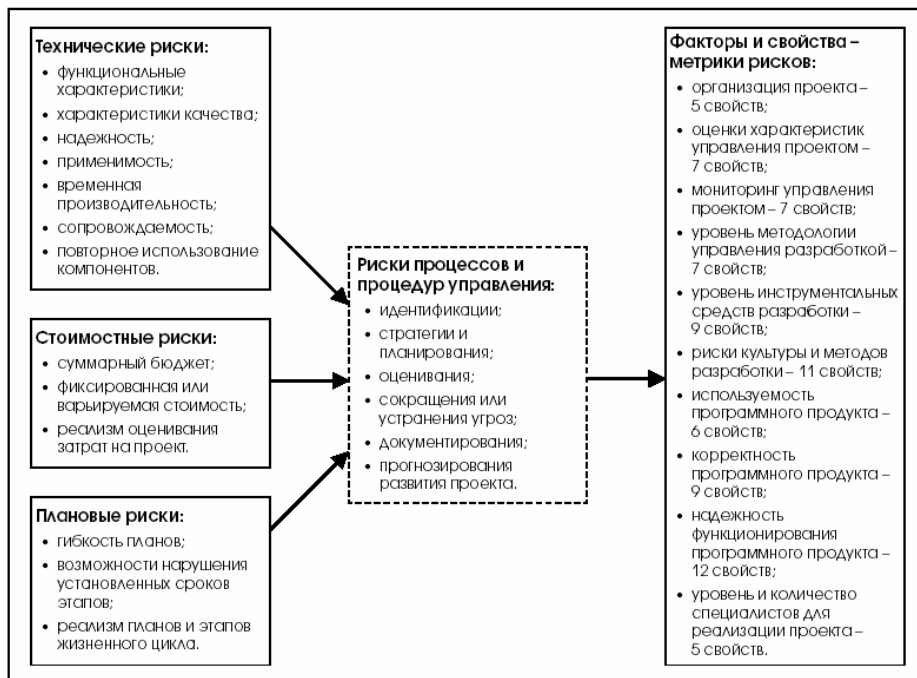 Технические риски:
• функциональные
характеристики;
• характеристики качества;
• надежность;
• применимость;
• временная
производительность;
• сопровождаемость;
• повторное использование
компонентов.
Стоимостные риски:
• суммарный бюджет;
• фиксированная или
варьируемая стоимость;
• реализм оценивания
затрат на проект.
Плановые риски:
• гибкость планов;
• возможности нарушения
установленных сроков
этапов;
• реализм планов и этапов
жизненного цикла.
Риски процессов и
процедур управления:
• идентификации;
• стратегии и
планирования;
• оценивания;
• сокращения или
устранения угроз;
• документирования;
• прогнозирования
развития проекта.
Факторы и свойства –
метрики рисков:
• организация проекта –
5 свойств;
• оценки характеристик
управления проектом –
7 свойств;
• мониторинг управления
проектом – 7 свойств;
• уровень методологии
управления разработкой –
7 свойств;
• уровень инструментальных
средств разработки –
9 свойств;
• риски культуры и методов
разработки – 11 свойств;
• используемость
программного продукта –
6 свойств;
• корректность
программного продукта –
9 свойств;
• надежность
функционирования
программного продукта –
12 свойств;
• уровень и количество
специалистов для
реализации проекта –
5 свойств.